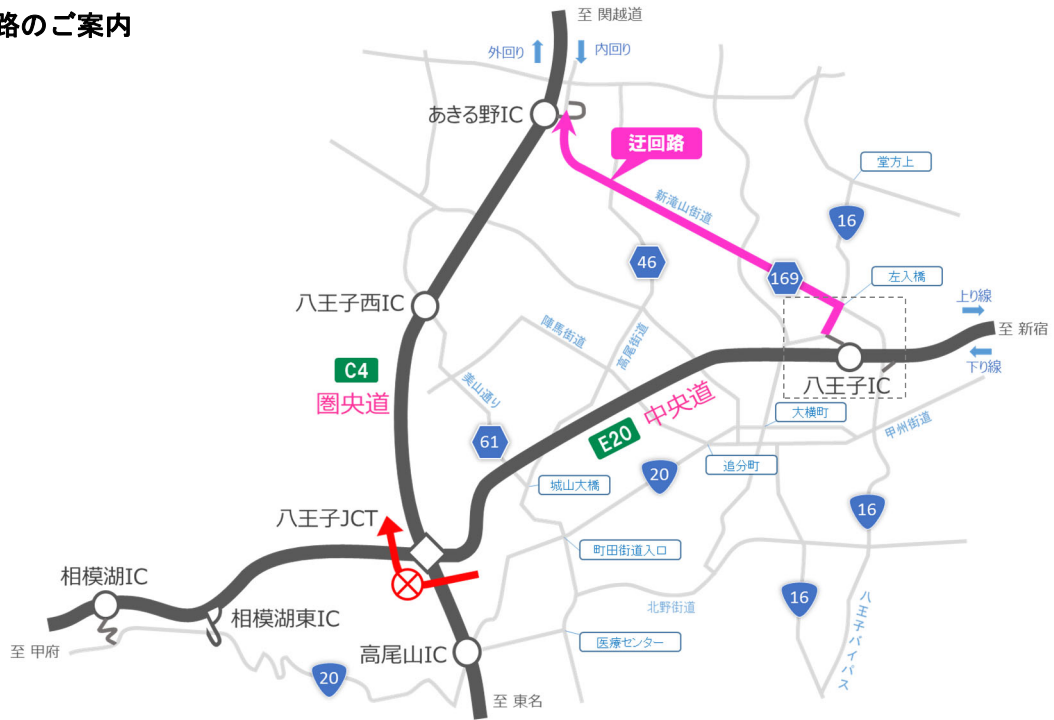 路のご案内
至 関越道
外回り
内回り
あきる野IC
迂回路
堂方上
新滝山街道
16
46
169
左入橋
八王子西IC
上り線
至 新宿
陣馬街道
高尾街道
下り線
C4
圏央道
八王子IC
美山通り
中央道
大横町
E20
甲州街道
61
追分町
20
城山大橋
16
八王子JCT
町田街道入口
相模湖IC
16
北野街道
八王子バイパス
相模湖東IC
医療センター
至 甲府
高尾山IC
20
至 東名